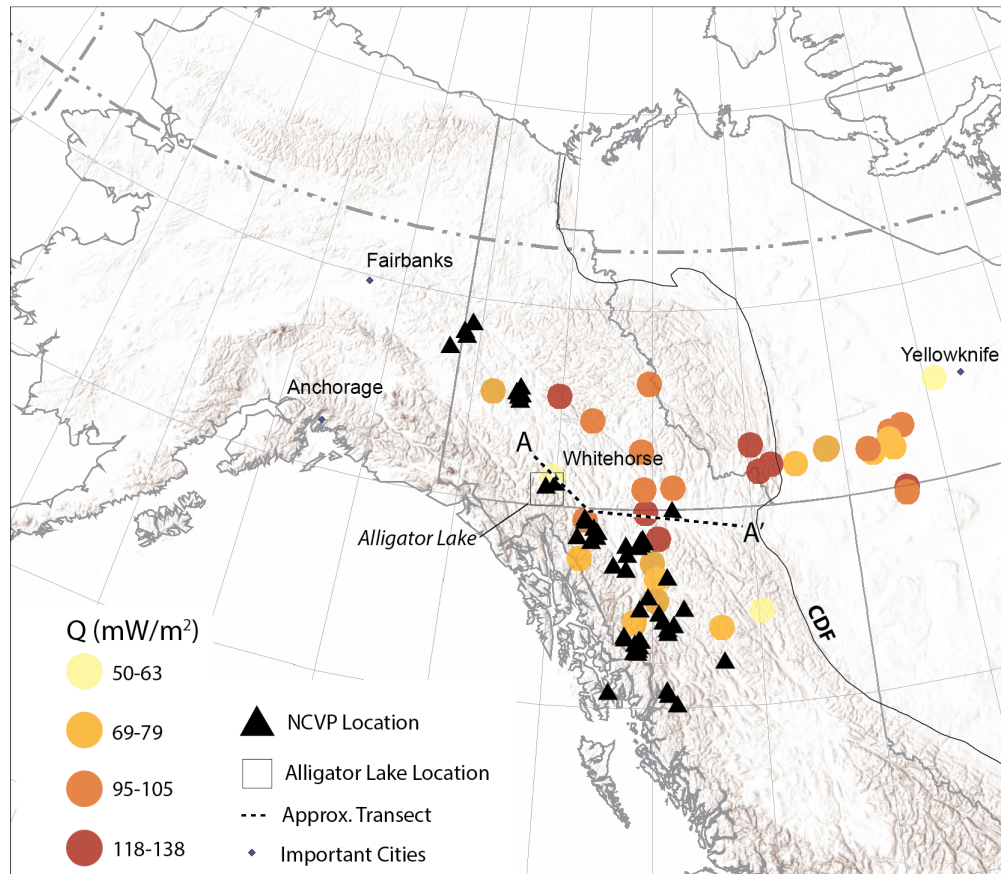 Fairbanks
Yellowknife
Anchorage
A
Whitehorse
Alligator Lake
A'
CDF
Q (mW/m²)
50-63
69-79
95-105
118-138
NCVP Location
Alligator Lake Location
Approx. Transect
Important Cities